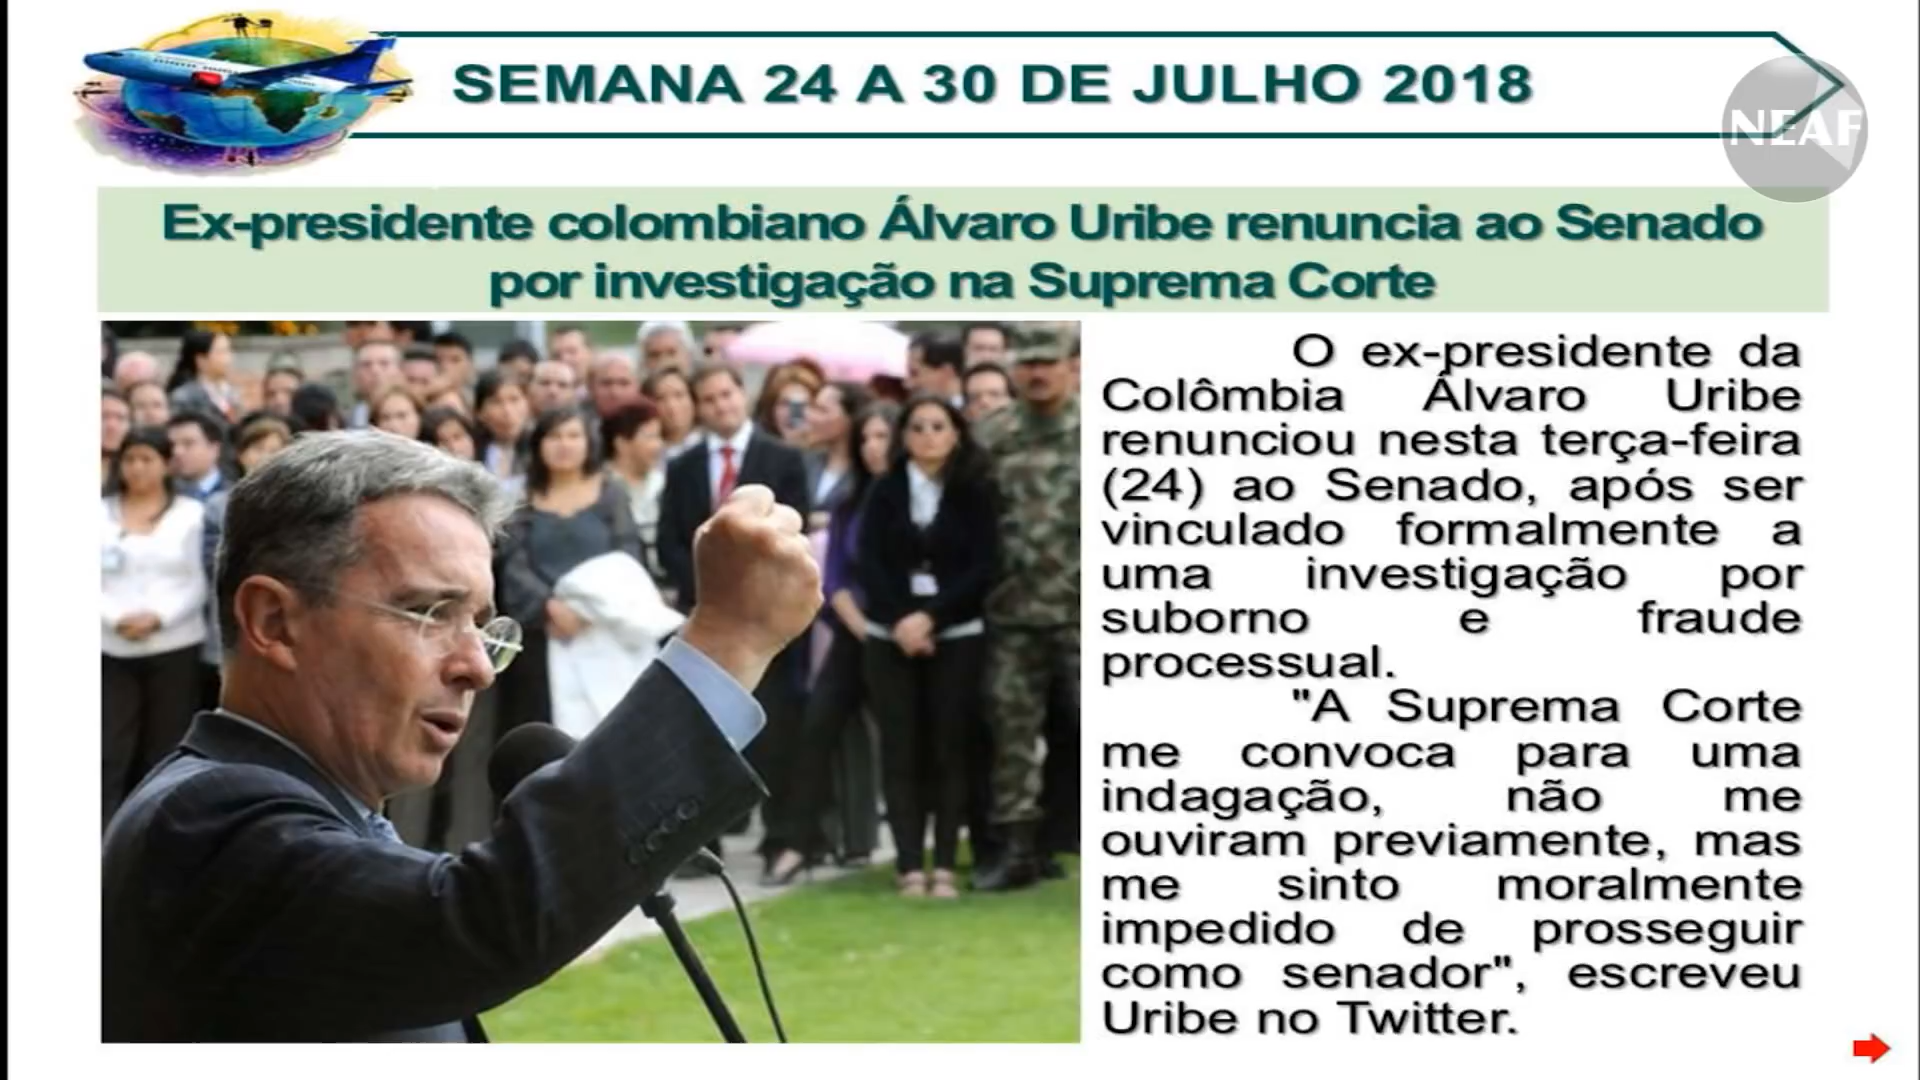 SEMANA 24 A 30 DE JULHO 2018
NEAF
Ex-presidente colombiano Álvaro Uribe renuncia ao Senado
por investigação na Suprema Corte
O ex-presidente da
Colômbia Álvaro Uribe
renunciou nesta terça-feira
(24) ao Senado, após ser
vinculado formalmente a
uma investigação por
suborno e fraude
processual.
"A Suprema Corte
me convoca para uma
indagação, não me
ouviram previamente, mas
me sinto moralmente
impedido de prosseguir
como senador", escreveu
Uribe no Twitter.